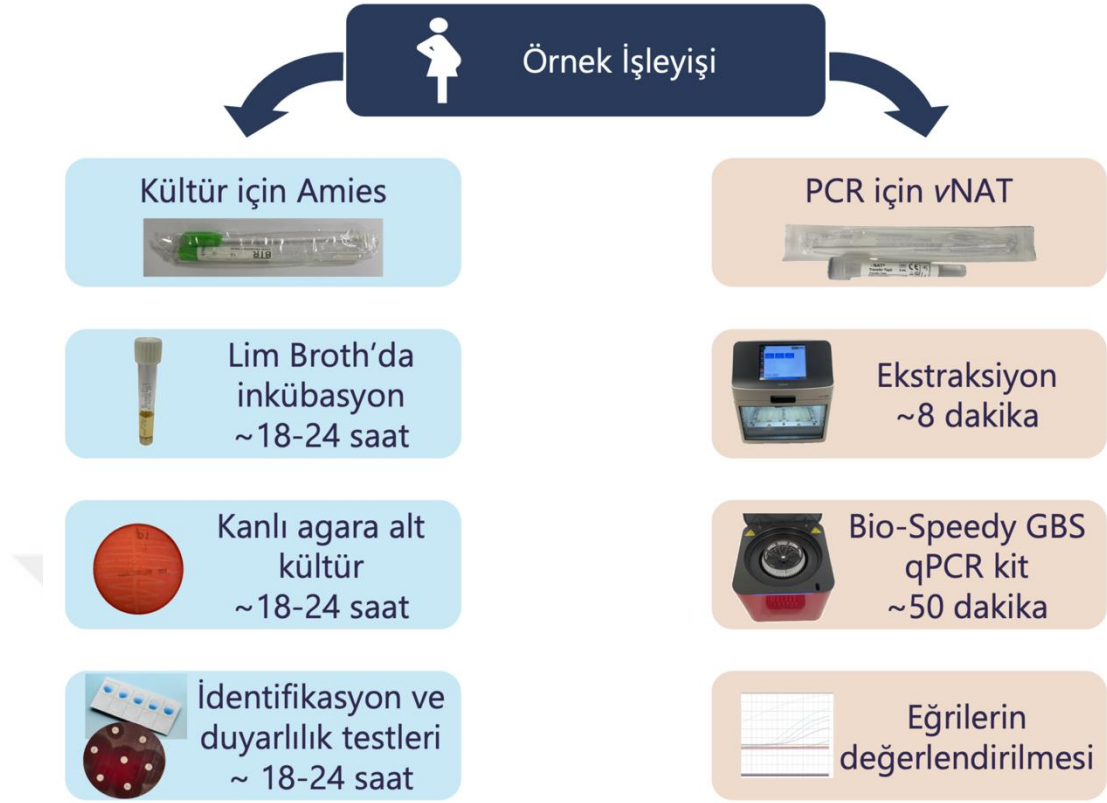 Örnek İşleyişi
Kültür için Amies
BTR
Lim Broth’da
inkübasyon
~18-24 saat
Kanlı agara alt
kültür
~18-24 saat
İdentifikasyon ve
duyarlılık testleri
~ 18-24 saat
PCR için vNAT
Ekstraksiyon
~8 dakika
Bio-Speedy GBS
qPCR kit
~50 dakika
Eğrilerin
değerlendirilmesi